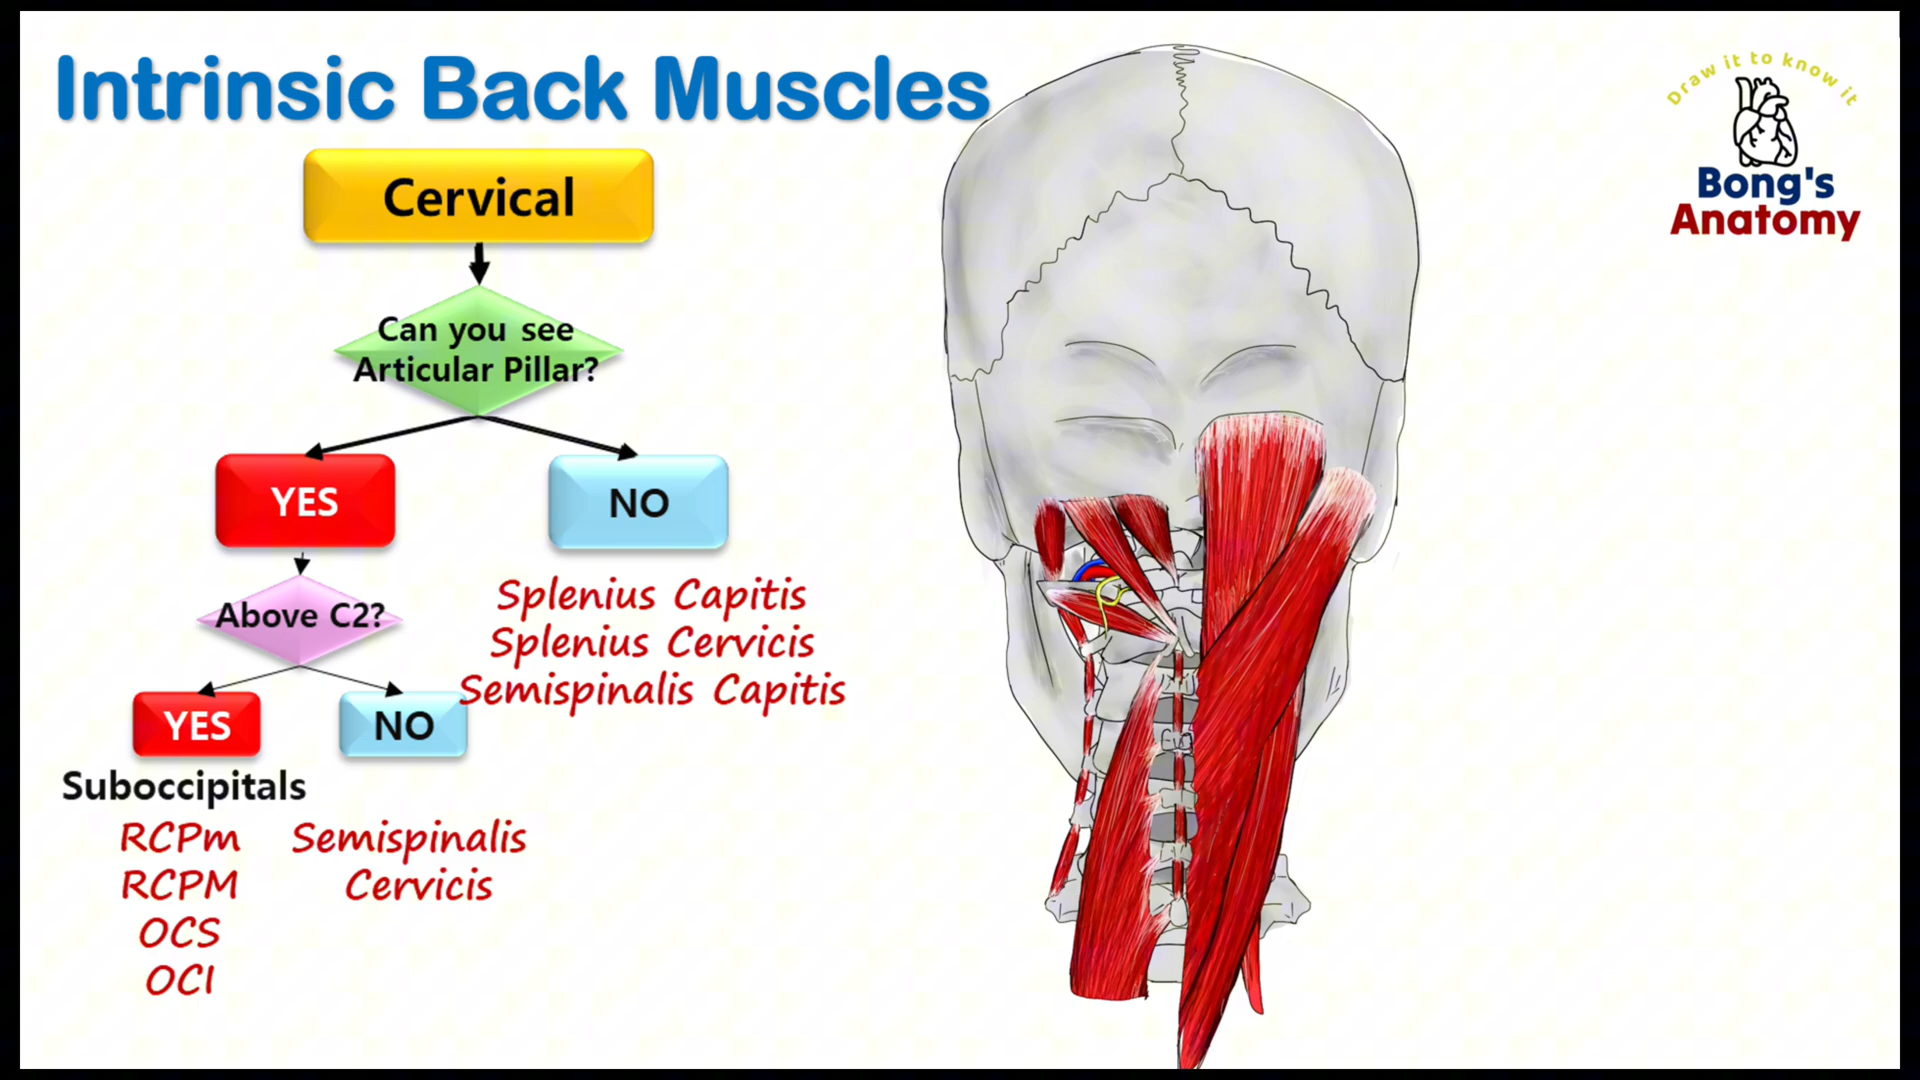 Intrinsic Back Muscles
Draw it to know it
Bong's
Anatomy
Cervical
Can you see
Articular Pillar?
YES
NO
Above C2?
Splenius Capitis
Splenius Cervicis
Semispinalis Capitis
YES
NO
Suboccipitals
RCPm
RCPM
OCS
OCI
Semispinalis
Cervicis